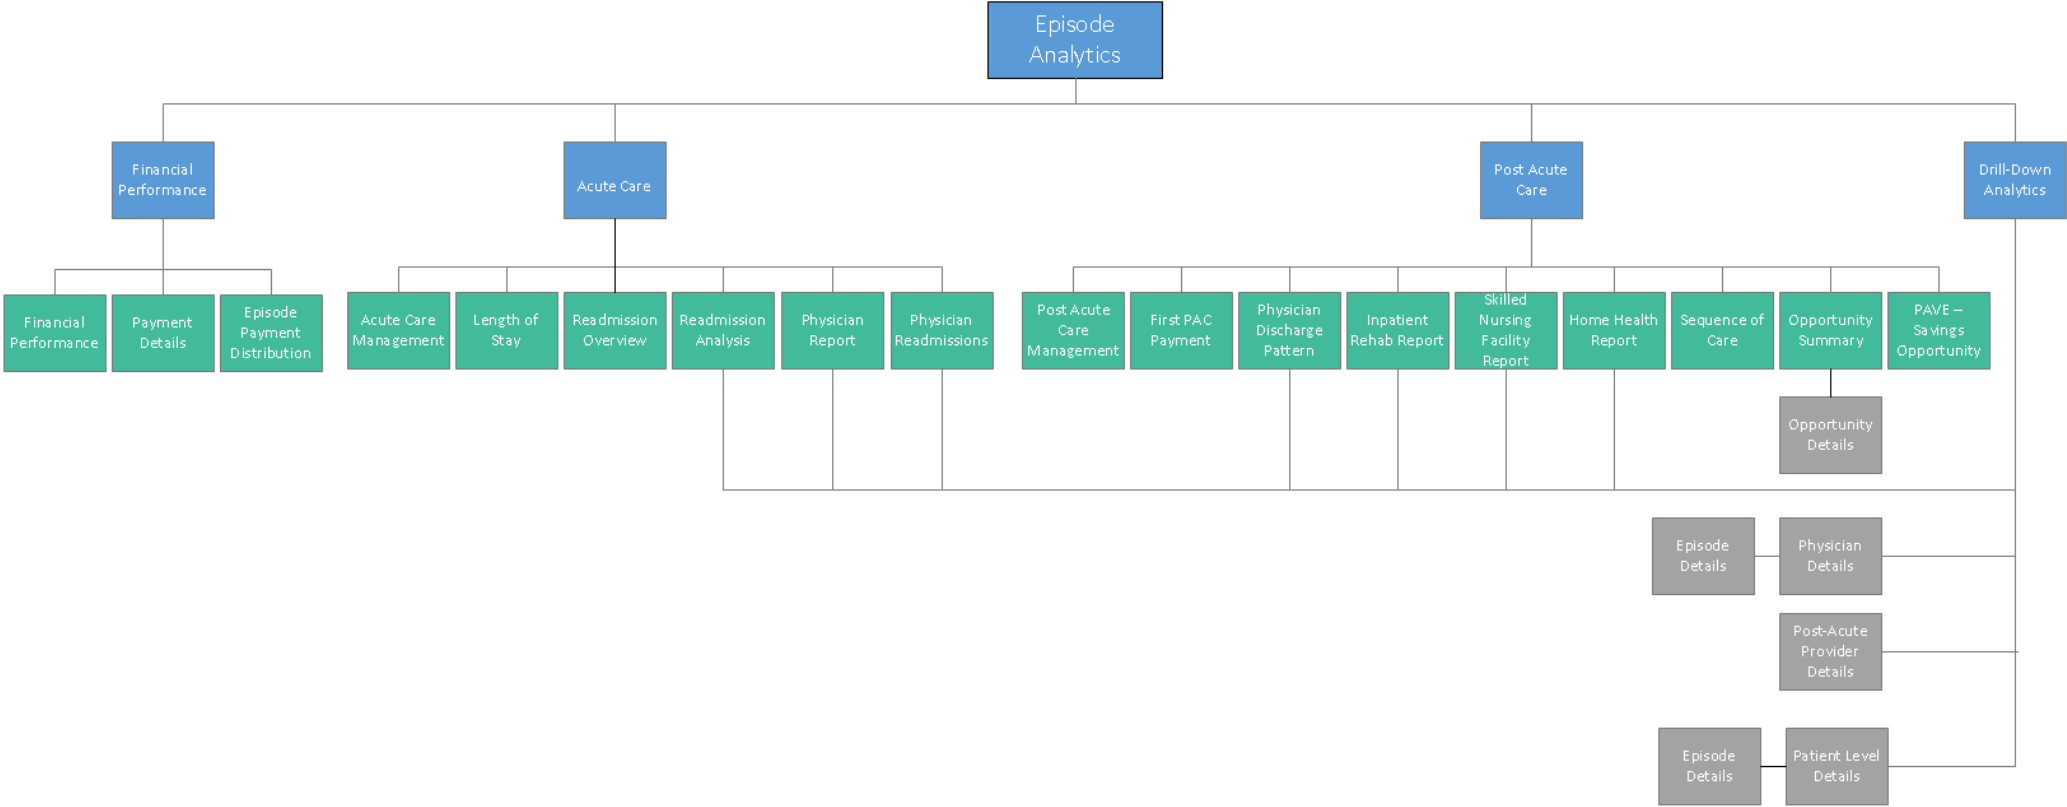 Episode
Analytics
Financial
Performance
Acute Care
Post Acute
Care
Drill-Down
Analytics
Financial
Performance
Payment
Details
Episode
Payment
Distribution
Acute Care
Management
Length of
Stay
Readmission
Overview
Readmission
Analysis
Physician
Report
Physician
Readmissions
Post Acute
Care
Management
First PAC
Payment
Physician
Discharge
Pattern
Inpatient
Rehab Report
Skilled
Nursing
Facility
Report
Home Health
Report
Sequence of
Care
Opportunity
Summary
PAVE –
Savings
Opportunity
Opportunity
Details
Episode
Details
Physician
Details
Post-Acute
Provider
Details
Episode
Details
Patient Level
Details